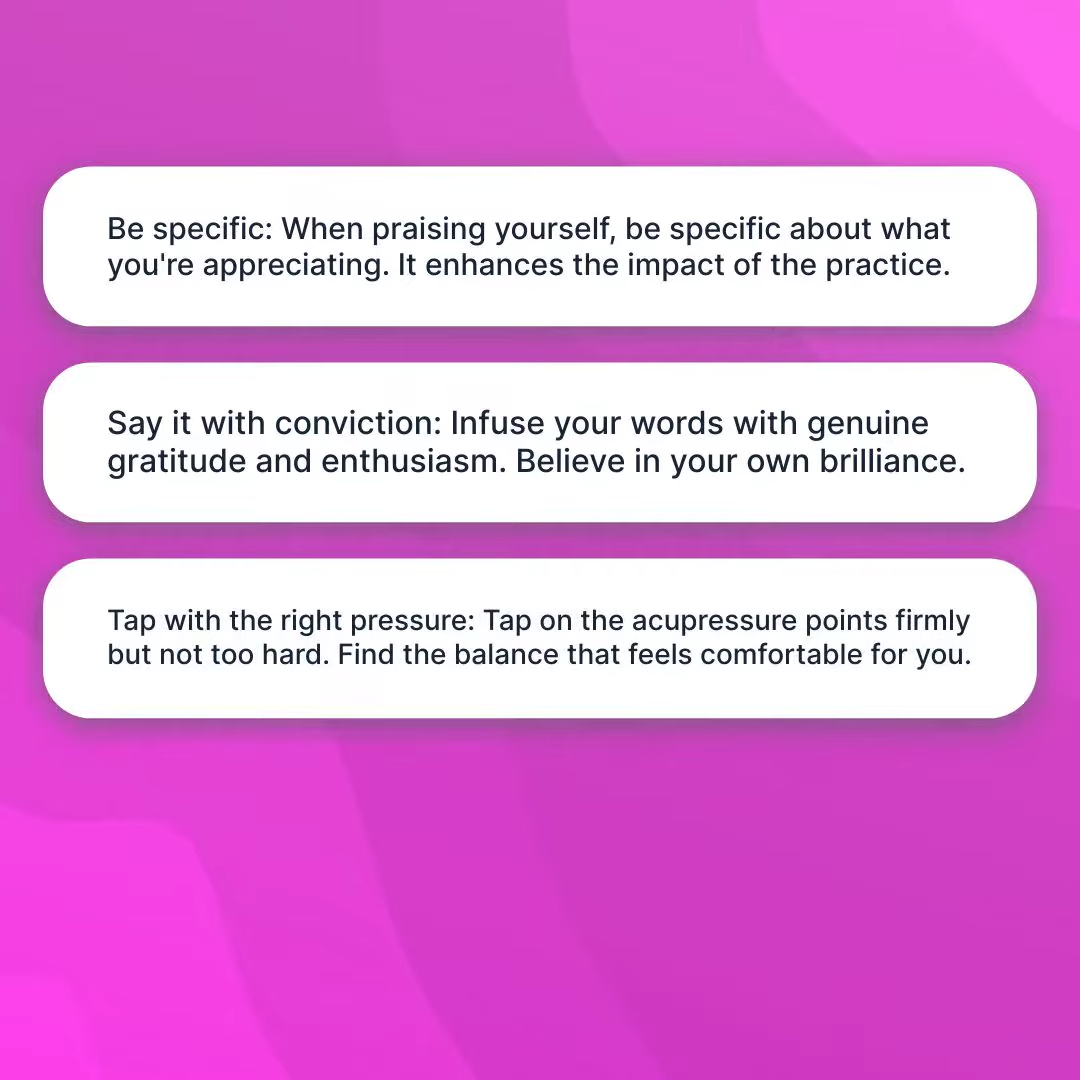 Be specific: When praising yourself, be specific about what
you're appreciating. It enhances the impact of the practice.
Say it with conviction: Infuse your words with genuine
gratitude and enthusiasm. Believe in your own brilliance.
Tap with the right pressure: Tap on the acupressure points firmly
but not too hard. Find the balance that feels comfortable for you.